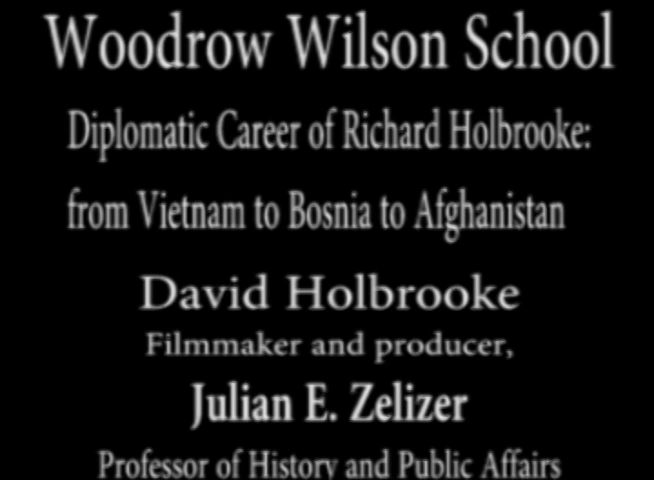 Woodrow Wilson School
Diplomatic Career of Richard Holbrooke:
from Vietnam to Bosnia to Afghanistan
David Holbrooke
Filmmaker and producer,
Julian E. Zelizer
Professor of History and Public Affairs